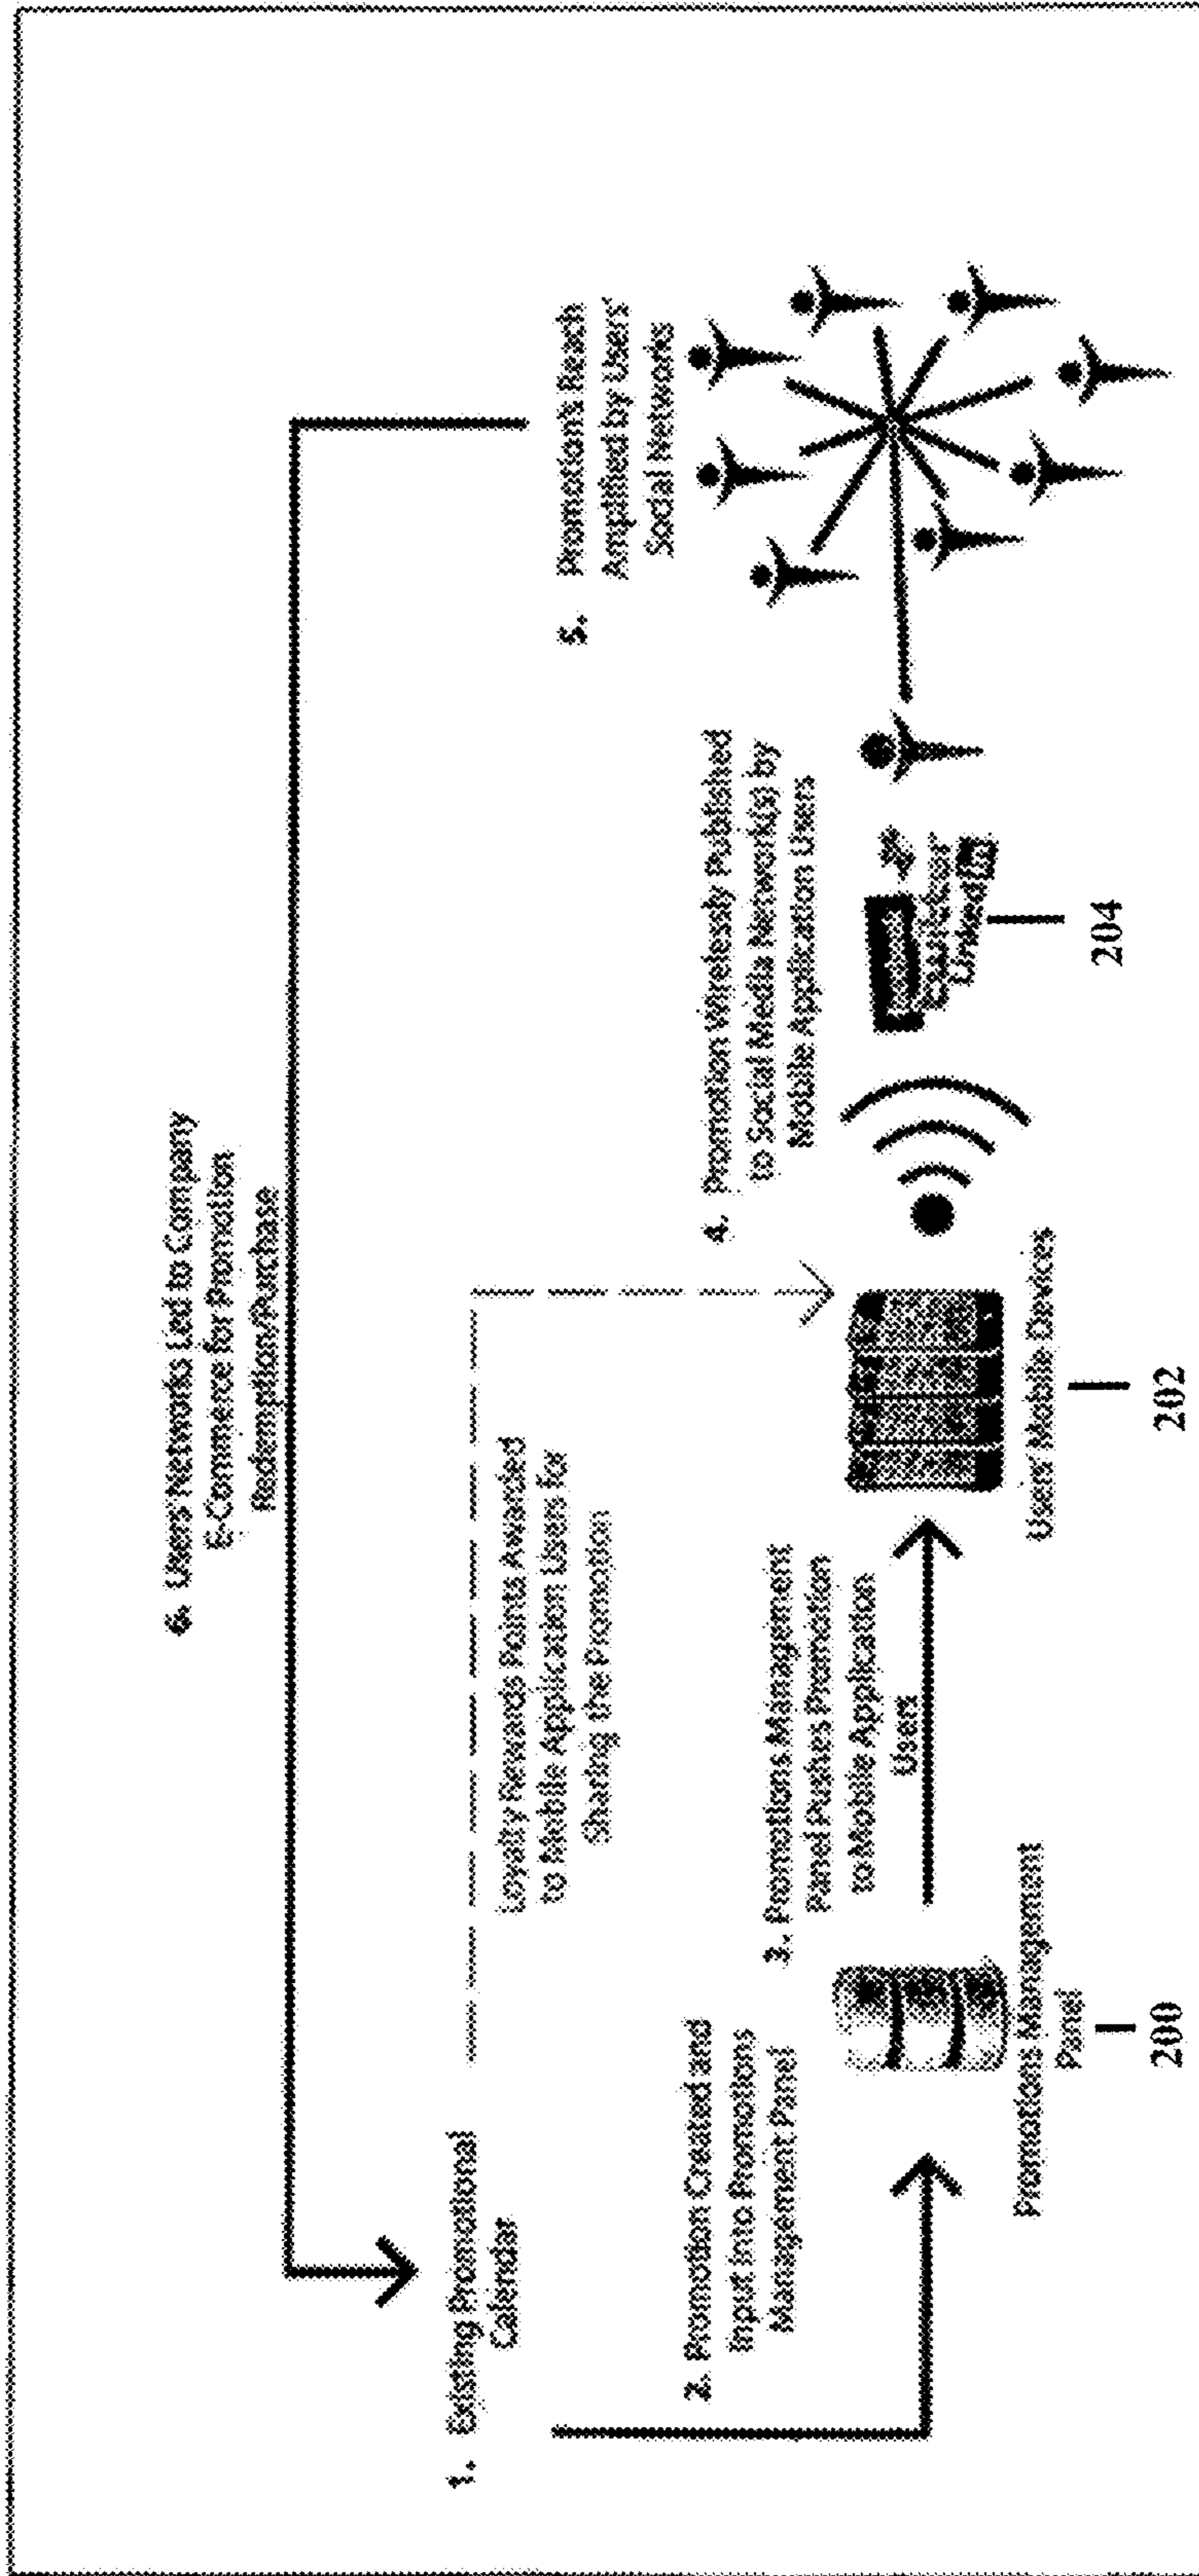 6. Users' Networks Led to Company
E-Commerce for Promotion
Redemption/Purchase
1. Existing Promotional
Calendar
Loyalty Rewards Points Awarded
to Mobile Application Users for
Sharing the Promotion
2. Promotion Created and
Input into Promotions
Management Panel
3. Promotions Management
Panel Pushes Promotion
to Mobile Application
Users
4. Promotion Wirelessly Published
to Social Media Network(s) by
Mobile Application Users
5. Promotion's Reach
Amplified by Users'
Social Networks
Promotions Management
Panel
200
Users' Mobile Devices
202
twitter
Linked in
204